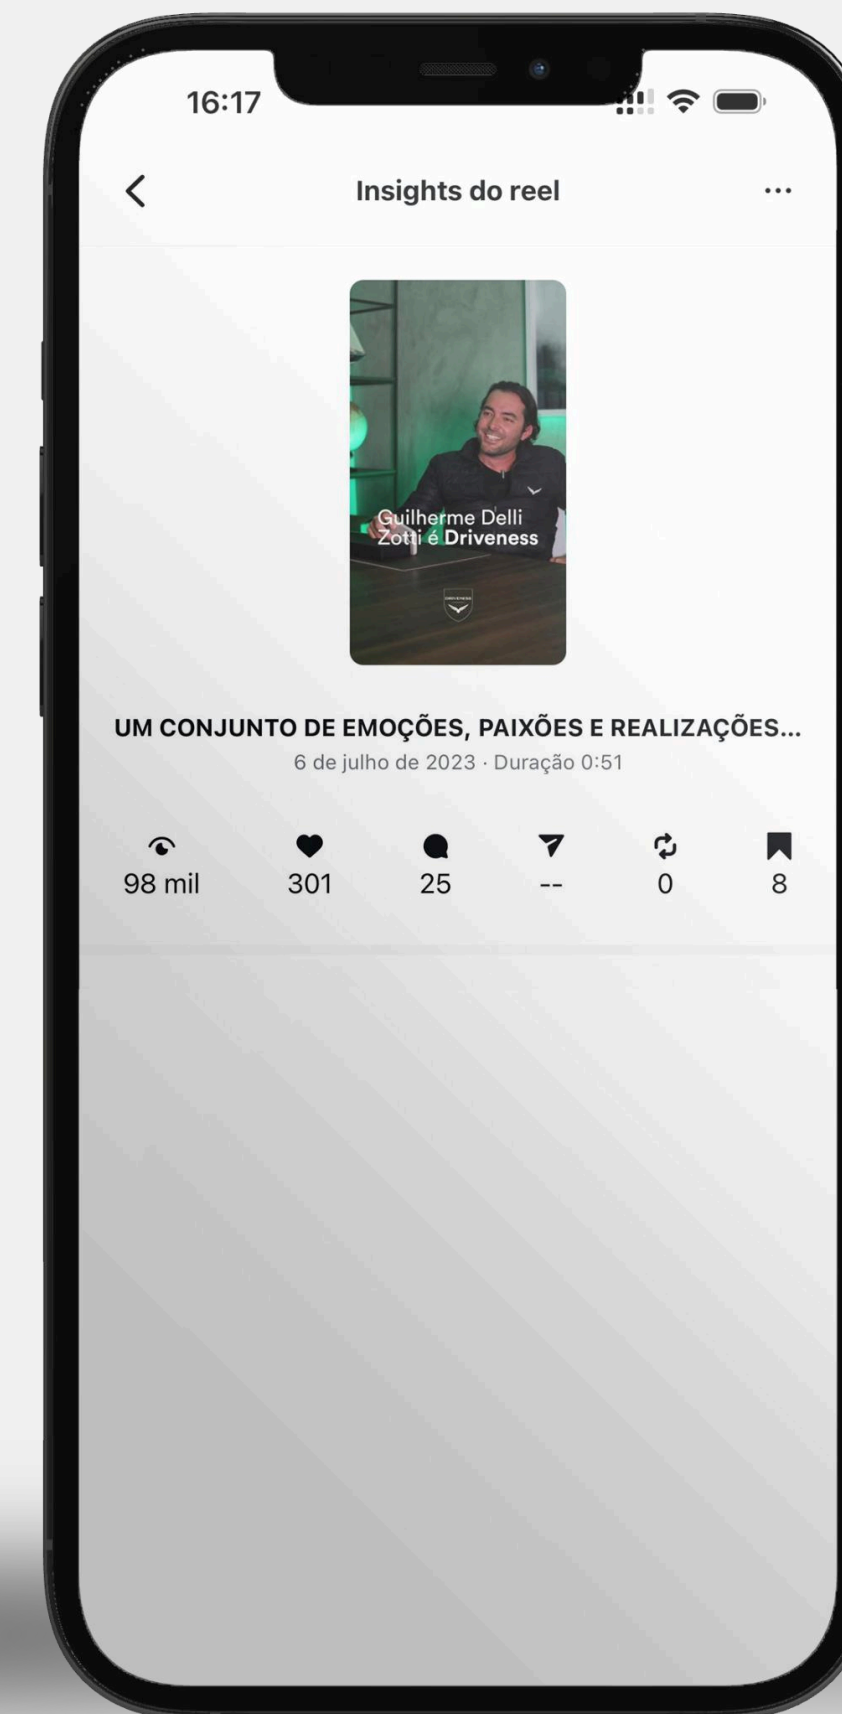 16:17
Insights do reel
Guilherme Delli
Zotti é Driveness
UM CONJUNTO DE EMOÇÕES, PAIXÕES E REALIZAÇÕES...
6 de julho de 2023 · Duração 0:51
98 mil
301
25
--
0
8